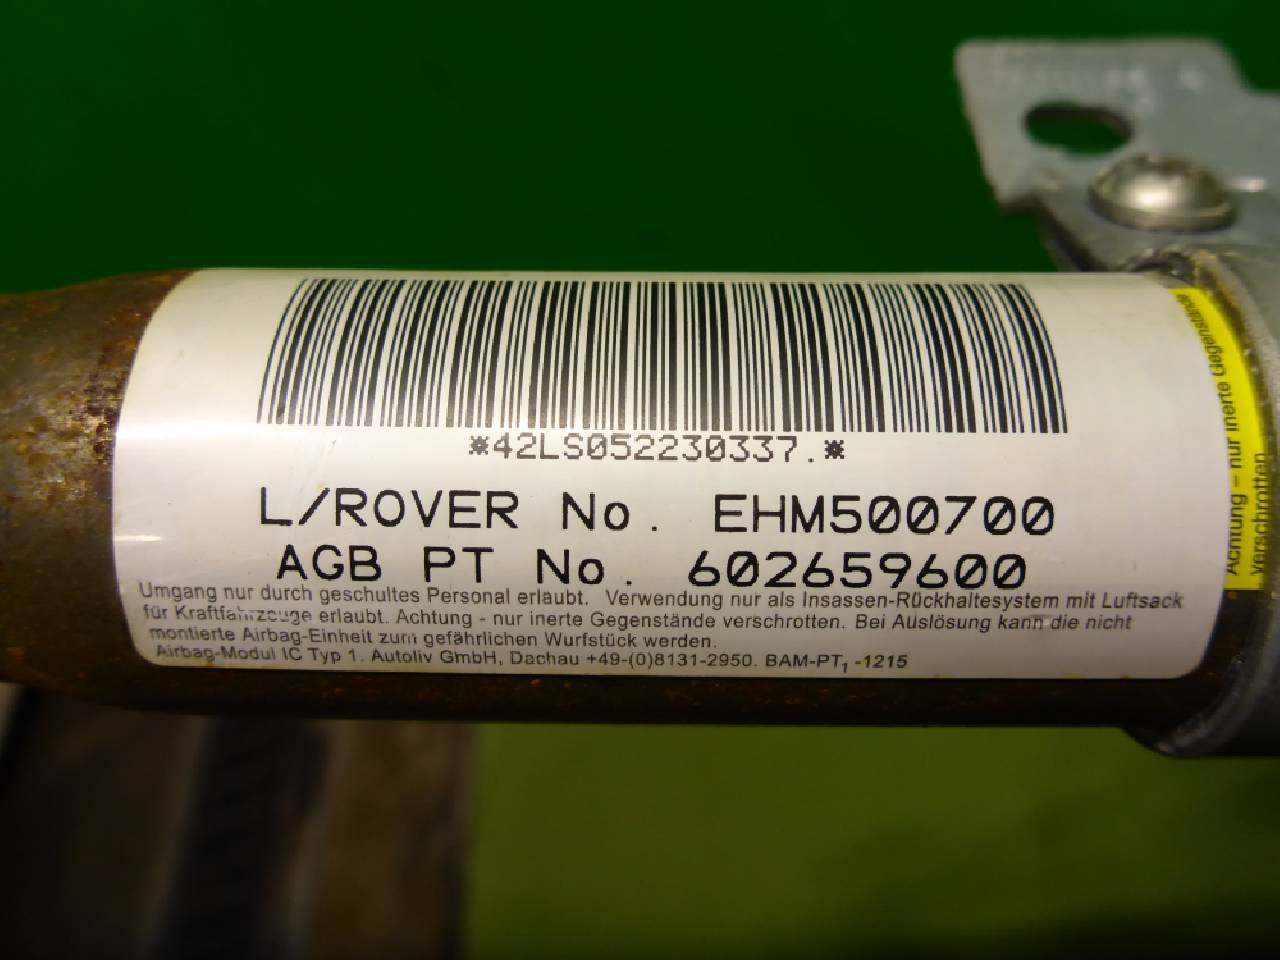 *42LS052230337.*
L/ROVER No. EHM500700
AGB PT No. 602659600
Umgang nur durch geschultes Personal erlaubt. Verwendung nur als Insassen-Rückhaltesystem mit Luftsack
für Kraftfahrzeuge erlaubt. Achtung - nur inerte Gegenstände verschrotten. Bei Auslösung kann die nicht
montierte Airbag-Einheit zum gefährlichen Wurfstück werden.
Airbag-Modul IC Typ 1. Autoliv GmbH, Dachau +49-(0)8131-2950. BAM-PT₁ -1215
Achtung – nur inerte Gegenstände
verschrotten